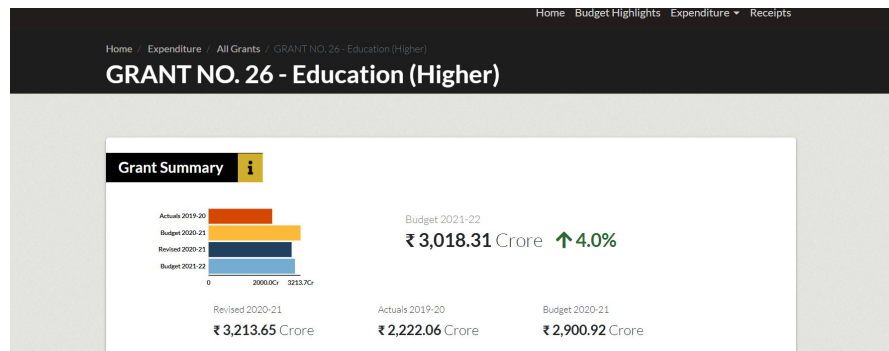 Home Budget Highlights Expenditure Receipts
Home / Expenditure / All Grants / GRANT NO. 26 - Education (Higher)
GRANT NO. 26 - Education (Higher)
Grant Summary i
Actuals 2019-20
Budget 2020-21
Revised 2020-21
Budget 2021-22
0 2000.0Cr 3213.7Cr
Budget 2021-22
₹ 3,018.31 Crore 4.0%
Revised 2020-21 Actuals 2019-20 Budget 2020-21
₹ 3,213.65 Crore ₹ 2,222.06 Crore ₹ 2,900.92 Crore